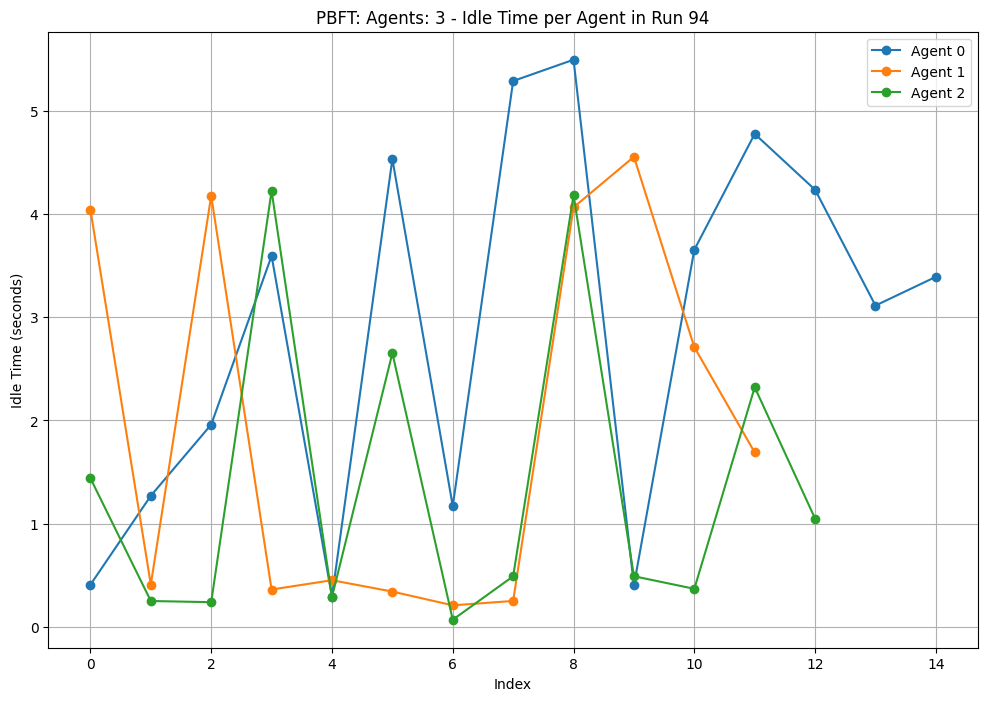 PBFT: Agents: 3 - Idle Time per Agent in Run 94
Agent 0
Agent 1
Agent 2
Idle Time (seconds)
5
4
3
2
1
0
0 2 4 6 8 10 12 14
Index